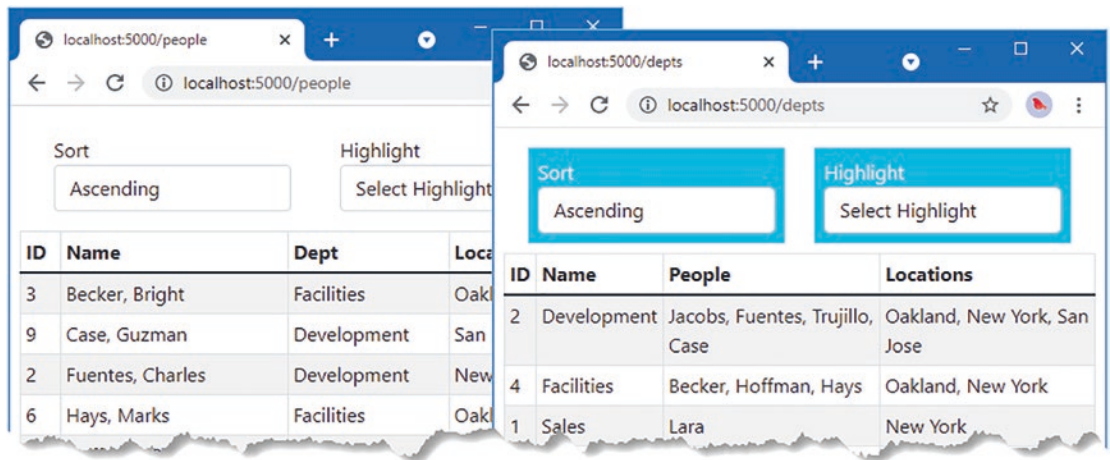 localhost:5000/people
localhost:5000/people
Sort
Highlight
Ascending
Select Highlight
ID Name Dept
3 Becker, Bright Facilities
9 Case, Guzman Development San
2 Fuentes, Charles Development
6 Hays, Marks Facilities
localhost:5000/depts
localhost:5000/depts
Sort
Highlight
Ascending
Select Highlight
ID Name People Locations
2 Development Jacobs, Fuentes, Trujillo, Oakland, New York, San
Case Jose
4 Facilities Becker, Hoffman, Hays Oakland, New York
1 Sales Lara New York